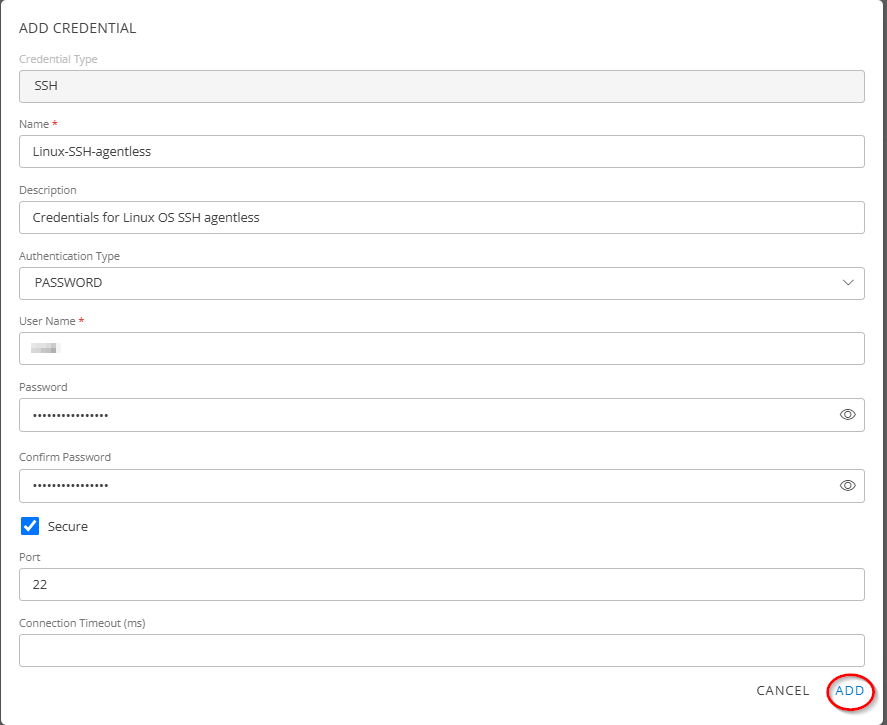 ADD CREDENTIAL
Credential Type
SSH
Name *
Linux-SSH-agentless
Description
Credentials for Linux OS SSH agentless
Authentication Type
PASSWORD
User Name *
Password
••••••••••••••••
Confirm Password
••••••••••••••••
Secure
Port
22
Connection Timeout (ms)
CANCEL ADD